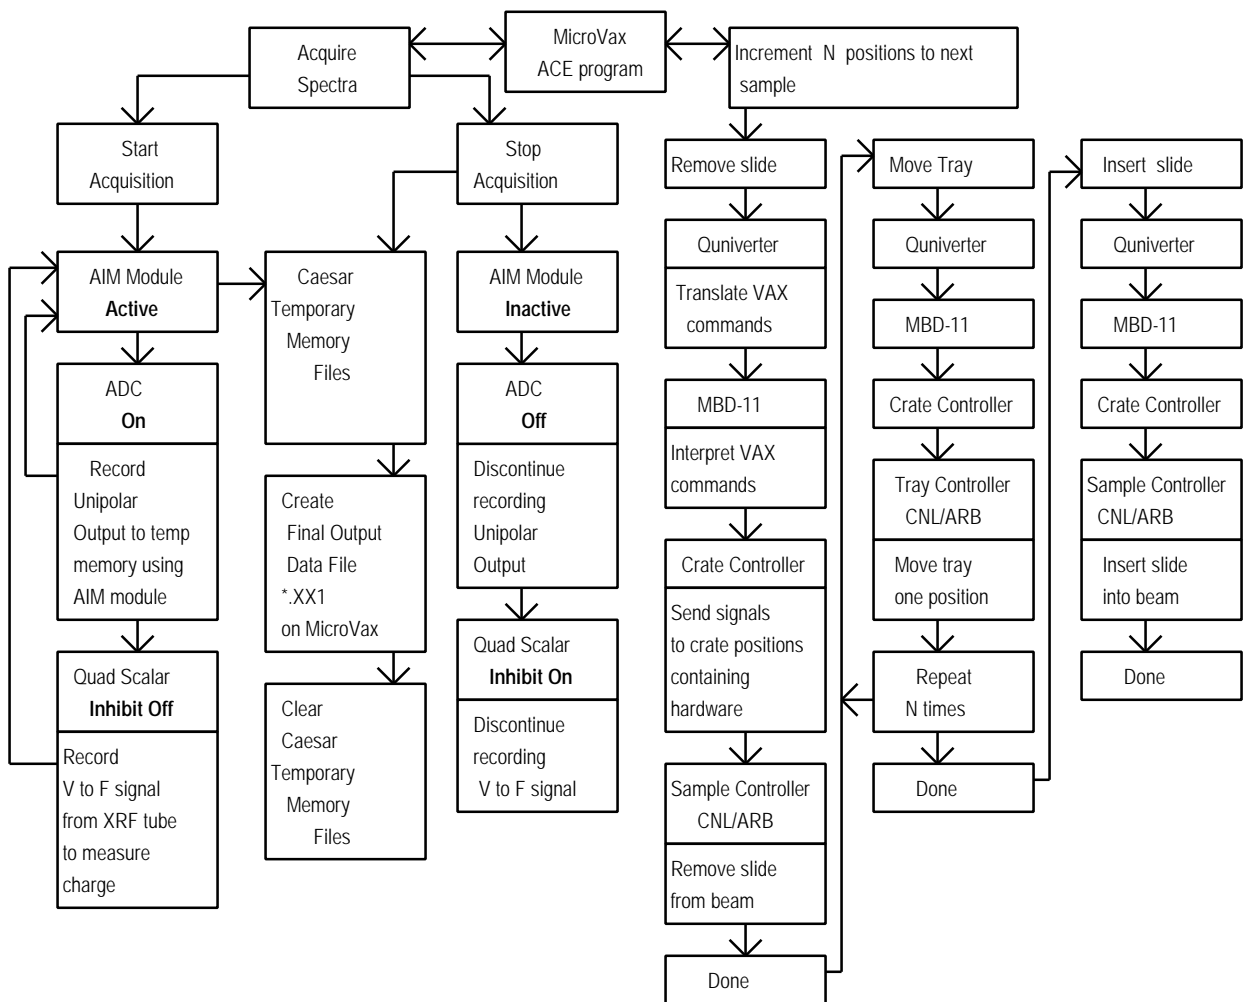 MicroVax
ACE program
Acquire
Spectra
Increment N positions to next
sample
Start
Acquisition
Stop
Acquisition
Remove slide
Move Tray
Insert slide
AIM Module
Active
Caesar
Temporary
Memory
Files
AIM Module
Inactive
Quniverter
Translate VAX
commands
Quniverter
Quniverter
MBD-11
MBD-11
ADC
On
Record
Unipolar
Output to temp
memory using
AIM module
ADC
Off
Discontinue
recording
Unipolar
Output
MBD-11
Interpret VAX
commands
Crate Controller
Crate Controller
Create
Final Output
Data File
*.XX1
on MicroVax
Tray Controller
CNL/ARB
Move tray
one position
Sample Controller
CNL/ARB
Insert slide
into beam
Crate Controller
Send signals
to crate positions
containing
hardware
Quad Scalar
Inhibit Off
Record
V to F signal
from XRF tube
to measure
charge
Clear
Caesar
Temporary
Memory
Files
Quad Scalar
Inhibit On
Discontinue
recording
V to F signal
Repeat
N times
Done
Done
Sample Controller
CNL/ARB
Remove slide
from beam
Done